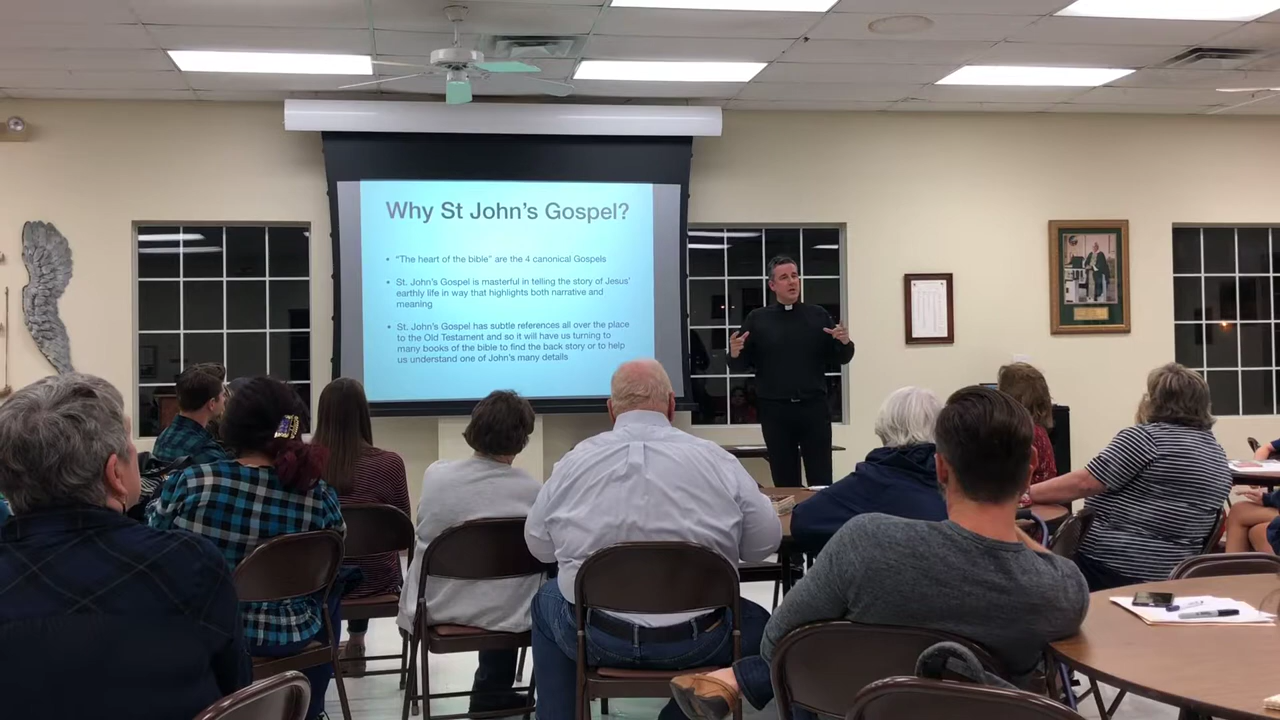 Why St John's Gospel?
• "The heart of the bible" are the 4 canonical Gospels
• St. John's Gospel is masterful in telling the story of Jesus'
earthly life in way that highlights both narrative and
meaning
• St. John's Gospel has subtle references all over the place
to the Old Testament and so it will have us turning to
many books of the bible to find the back story or to help
us understand one of John's many details